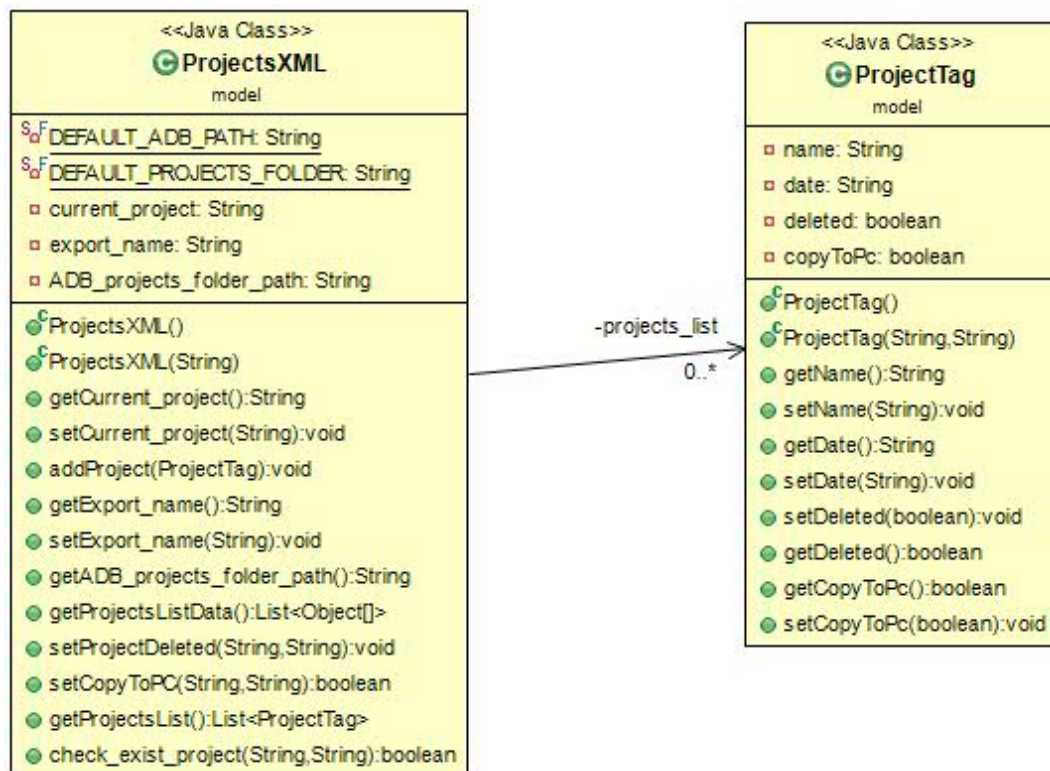 <<Java Class>>
ProjectsXML
model
DEFAULT_ADB_PATH: String
DEFAULT_PROJECTS_FOLDER: String
current_project: String
export_name: String
ADB_projects_folder_path: String
ProjectsXML()
ProjectsXML(String)
getCurrent_project():String
setCurrent_project(String):void
addProject(ProjectTag):void
getExport_name():String
setExport_name(String):void
getADB_projects_folder_path():String
getProjectsListData():List<Object[]>
setProjectDeleted(String,String):void
setCopyToPC(String,String):boolean
getProjectsList():List<ProjectTag>
check_exist_project(String,String):boolean
-projects_list
0..*
<<Java Class>>
ProjectTag
model
name: String
date: String
deleted: boolean
copyToPc: boolean
ProjectTag()
ProjectTag(String,String)
getName():String
setName(String):void
getDate():String
setDate(String):void
setDeleted(boolean):void
getDeleted():boolean
getCopyToPc():boolean
setCopyToPc(boolean):void